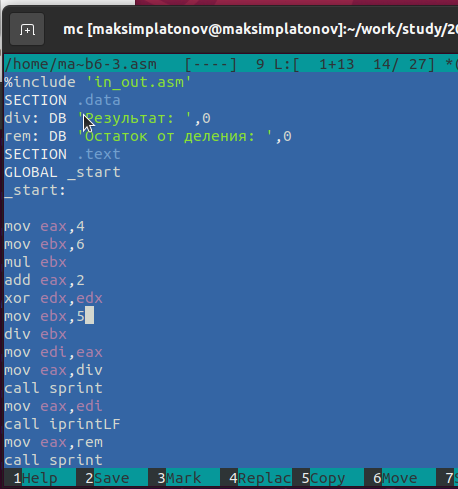 mc [maksimplatonov@maksimplatonov]:~/work/study/20
/home/ma~b6-3.asm [----] 9 L:[ 1+13 14/ 27] *(
%include 'in_out.asm'
SECTION .data
div: DB 'Результат: ',0
rem: DB 'Остаток от деления: ',0
SECTION .text
GLOBAL _start
_start:
mov eax,4
mov ebx,6
mul ebx
add eax,2
xor edx,edx
mov ebx,5
div ebx
mov edi,eax
mov eax,div
call sprint
mov eax,edi
call iprintLF
mov eax,rem
call sprint
1Help 2Save 3Mark 4Replac 5Copy 6Move 7